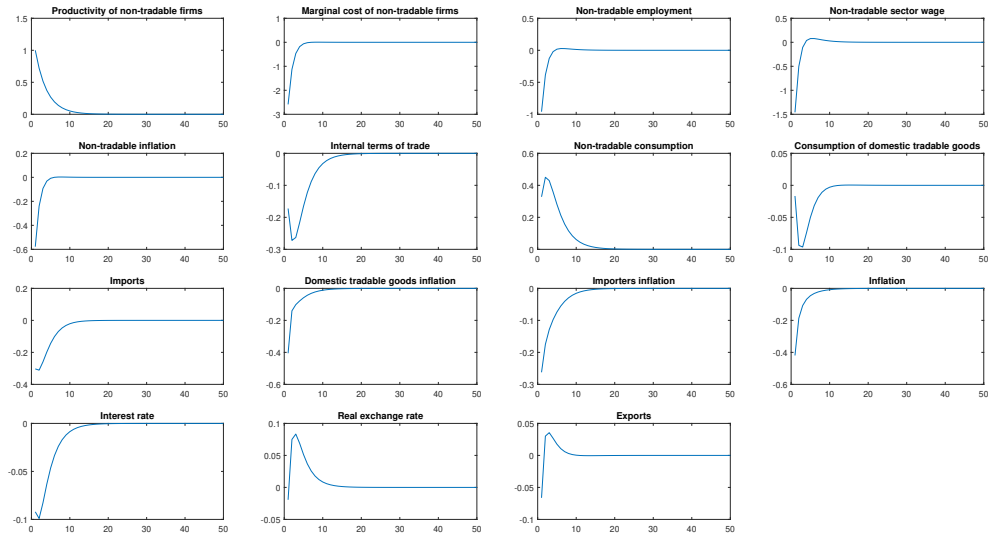 Productivity of non-tradable firms
1.5
1
0.5
0
0 10 20 30 40 50
Marginal cost of non-tradable firms
1
0
-1
-2
-3
0 10 20 30 40 50
Non-tradable employment
0.5
0
-0.5
-1
0 10 20 30 40 50
Non-tradable sector wage
0.5
0
-0.5
-1
-1.5
0 10 20 30 40 50
Non-tradable inflation
0.2
0
-0.2
-0.4
-0.6
0 10 20 30 40 50
Internal terms of trade
0
-0.1
-0.2
-0.3
0 10 20 30 40 50
Non-tradable consumption
0.6
0.4
0.2
0
0 10 20 30 40 50
Consumption of domestic tradable goods
0.05
0
-0.05
-0.1
0 10 20 30 40 50
Imports
0.2
0
-0.2
-0.4
0 10 20 30 40 50
Domestic tradable goods inflation
0
-0.2
-0.4
-0.6
0 10 20 30 40 50
Importers inflation
0
-0.1
-0.2
-0.3
0 10 20 30 40 50
Inflation
0
-0.2
-0.4
-0.6
0 10 20 30 40 50
Interest rate
0
-0.05
-0.1
0 10 20 30 40 50
Real exchange rate
0.1
0.05
0
-0.05
0 10 20 30 40 50
Exports
0.05
0
-0.05
-0.1
0 10 20 30 40 50